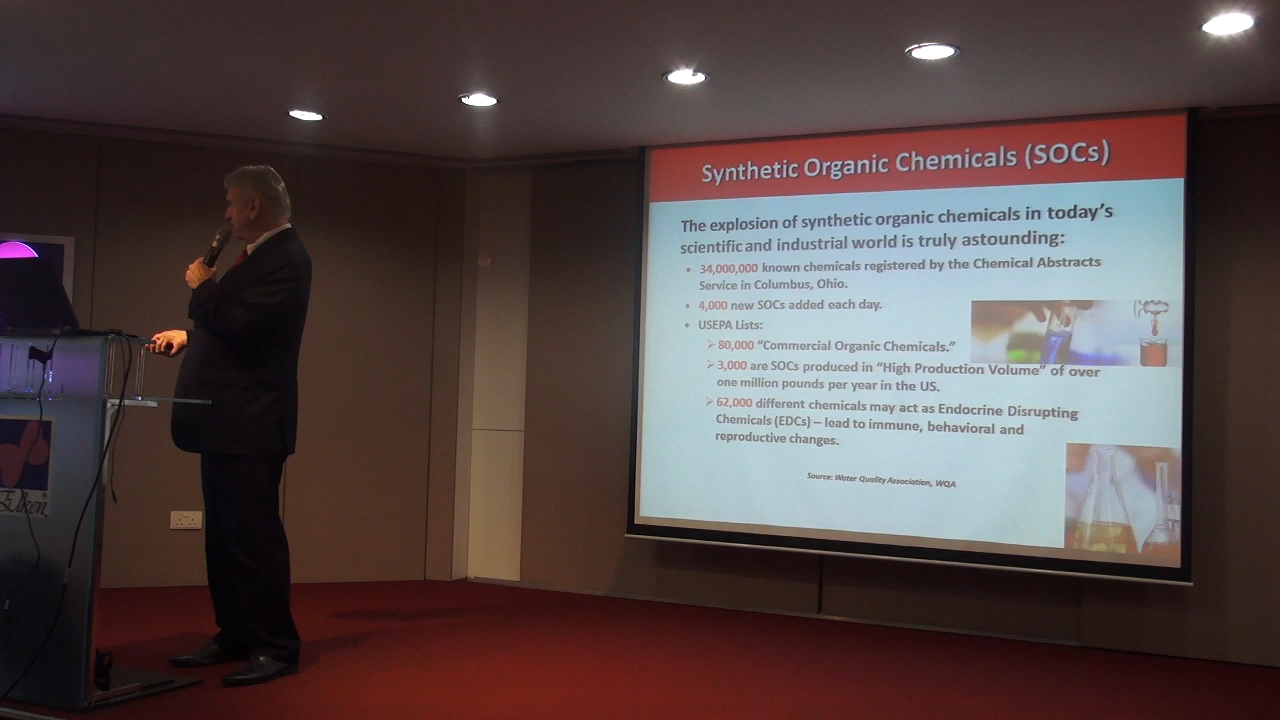 Synthetic Organic Chemicals (SOCs)
The explosion of synthetic organic chemicals in today's
scientific and industrial world is truly astounding:
• 34,000,000 known chemicals registered by the Chemical Abstracts
Service in Columbus, Ohio.
• 4,000 new SOCs added each day.
• USEPA Lists:
➢ 80,000 “Commercial Organic Chemicals.”
➢ 3,000 are SOCs produced in “High Production Volume” of over
one million pounds per year in the US.
➢ 62,000 different chemicals may act as Endocrine Disrupting
Chemicals (EDCs) – lead to immune, behavioral and
reproductive changes.
Source: Water Quality Association, WQA
Elken